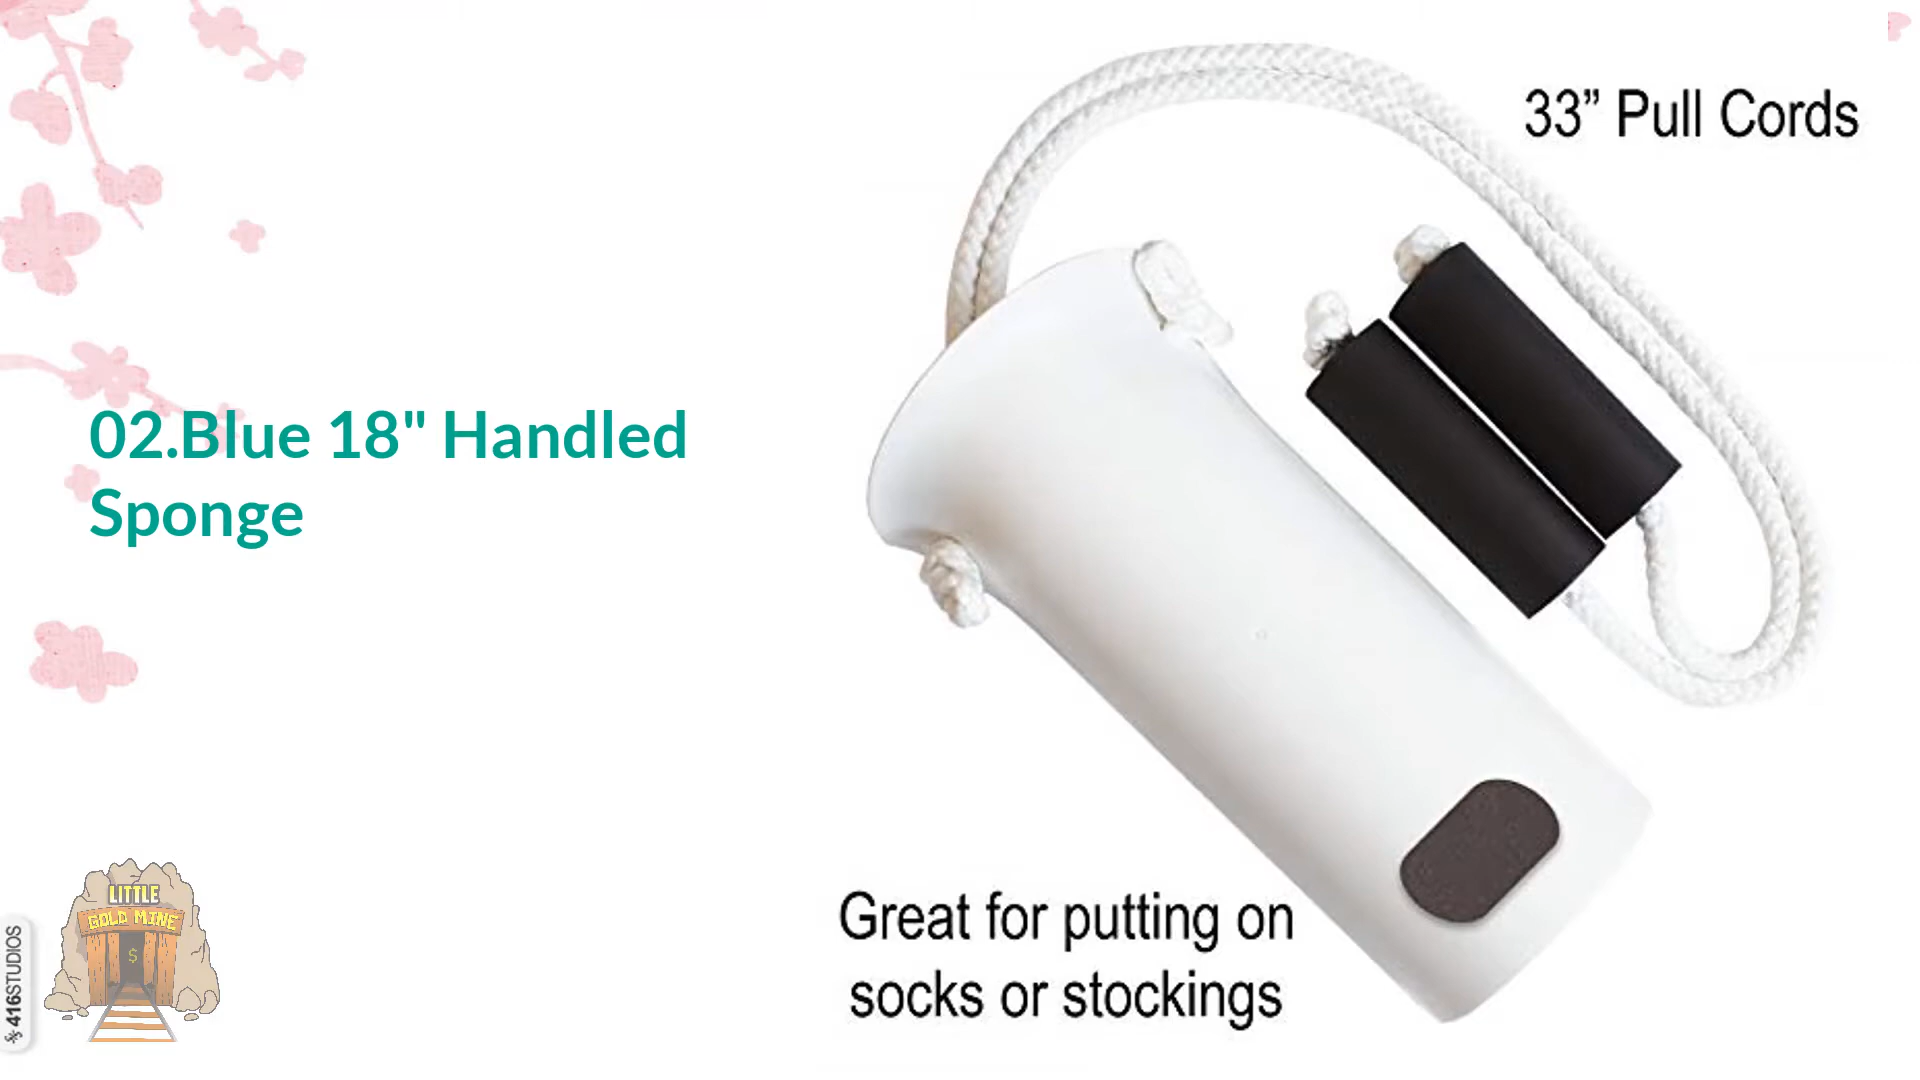 33” Pull Cords
02.Blue 18" Handled
Sponge
LITTLE
GOLD MINE
$
Great for putting on
socks or stockings
416STUDIOS